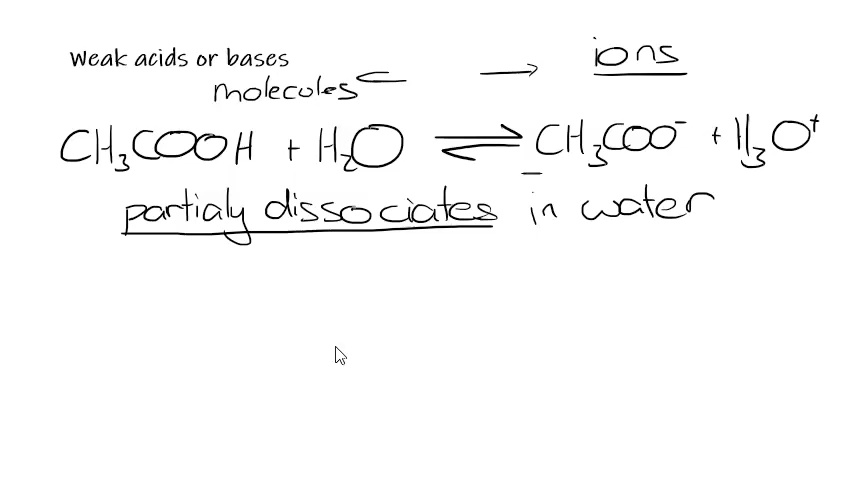 ions
Weak acids or bases
molecules →
CH₃COOH + H₂O ⇌ CH₃COO⁻ + H₃O⁺
partialy dissociates in water